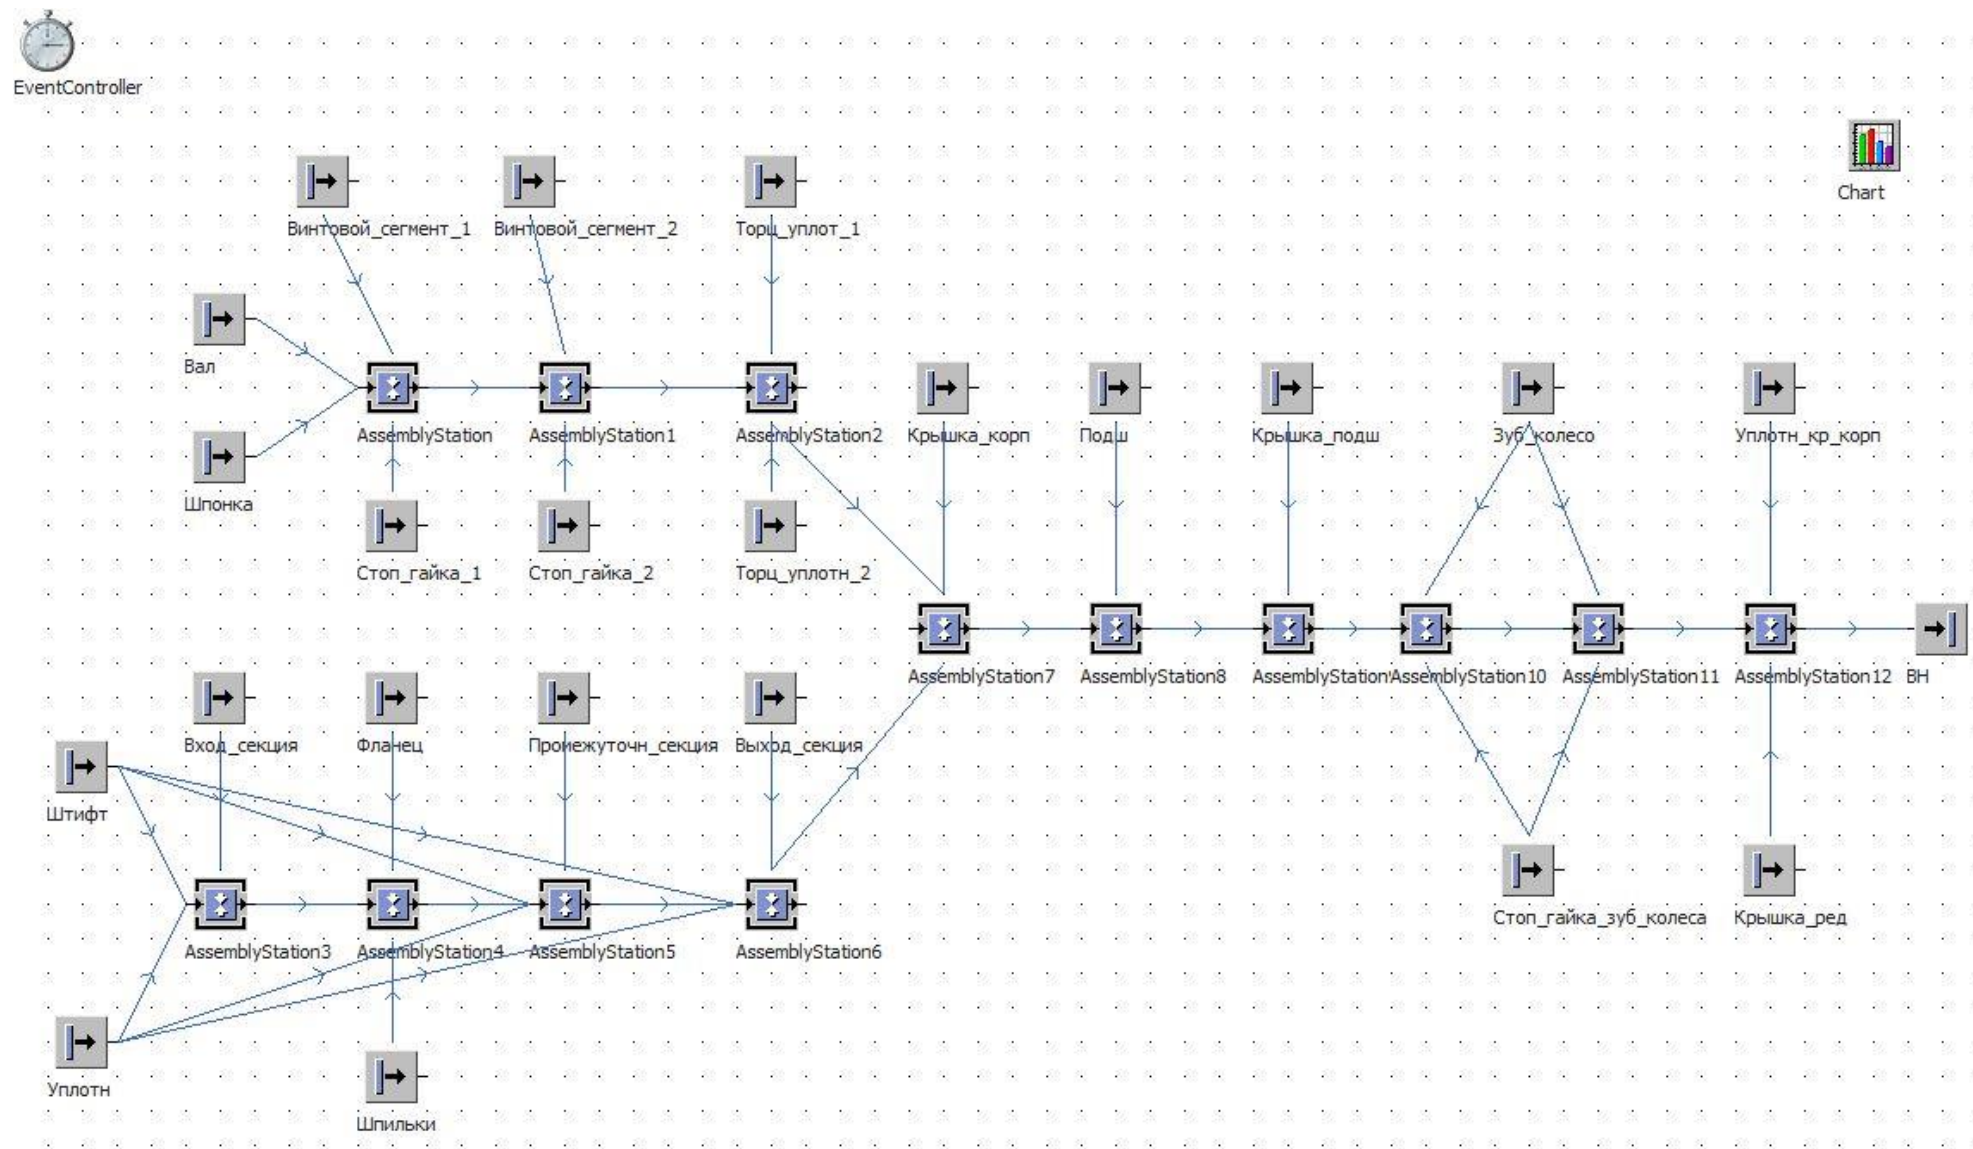 EventController
Chart
Винтовой_сегмент_1
Винтовой_сегмент_2
Торц_уплот_1
Вал
AssemblyStation
AssemblyStation1
AssemblyStation2
Крышка_корп
Подш
Крышка_подш
Зуб_колесо
Уплотн_кр_корп
Шпонка
Стоп_гайка_1
Стоп_гайка_2
Торц_уплотн_2
AssemblyStation7
AssemblyStation8
AssemblyStation
AssemblyStation10
AssemblyStation11
AssemblyStation12
ВН
Вход_секция
Фланец
Промежуточн_секция
Выход_секция
Штифт
Стоп_гайка_зуб_колеса
Крышка_ред
AssemblyStation3
AssemblyStation4
AssemblyStation5
AssemblyStation6
Уплотн
Шпильки